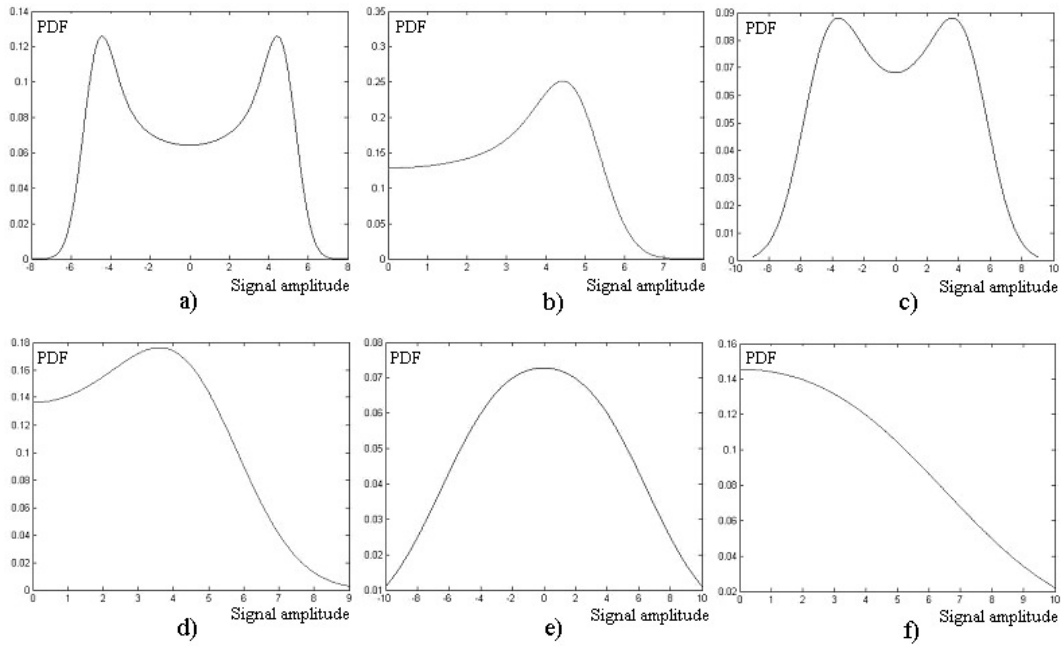 0.14 PDF
0.12
0.1
0.08
0.06
0.04
0.02
0
-8 -6 -4 -2 0 2 4 6 8
Signal amplitude
a)
0.35 PDF
0.3
0.25
0.2
0.15
0.1
0.05
0
0 1 2 3 4 5 6 7 8
Signal amplitude
b)
0.09 PDF
0.08
0.07
0.06
0.05
0.04
0.03
0.02
0.01
0
-10 -8 -6 -4 -2 0 2 4 6 8 10
Signal amplitude
c)
0.18 PDF
0.16
0.14
0.12
0.1
0.08
0.06
0.04
0.02
0
0 1 2 3 4 5 6 7 8 9
Signal amplitude
d)
0.08 PDF
0.07
0.06
0.05
0.04
0.03
0.02
0.01
-10 -8 -6 -4 -2 0 2 4 6 8 10
Signal amplitude
e)
0.16 PDF
0.14
0.12
0.1
0.08
0.06
0.04
0.02
0 1 2 3 4 5 6 7 8 9 10
Signal amplitude
f)